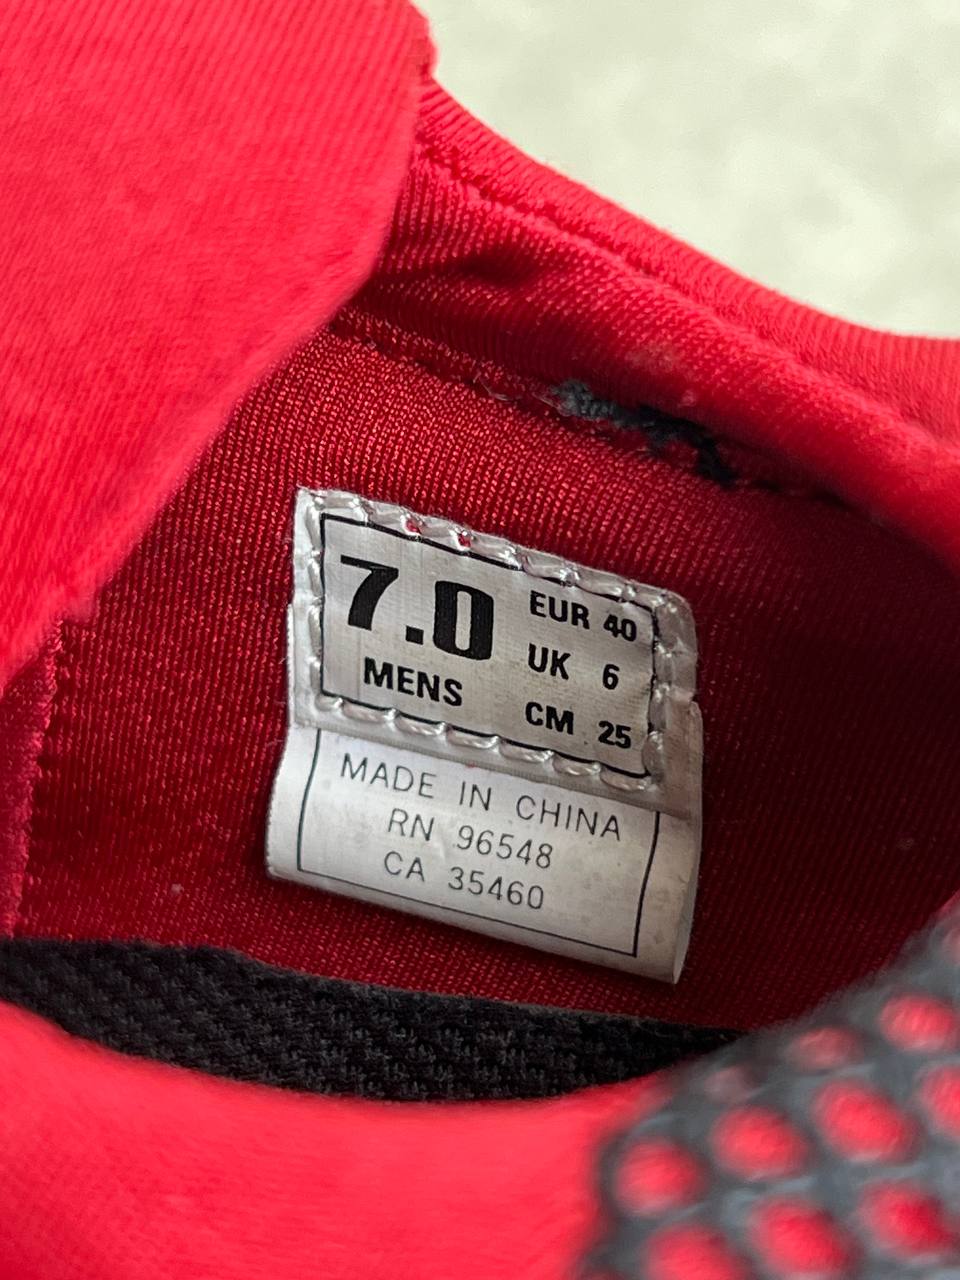 7.0 EUR 40
UK 6
MENS CM 25
MADE IN CHINA
RN 96548
CA 35460